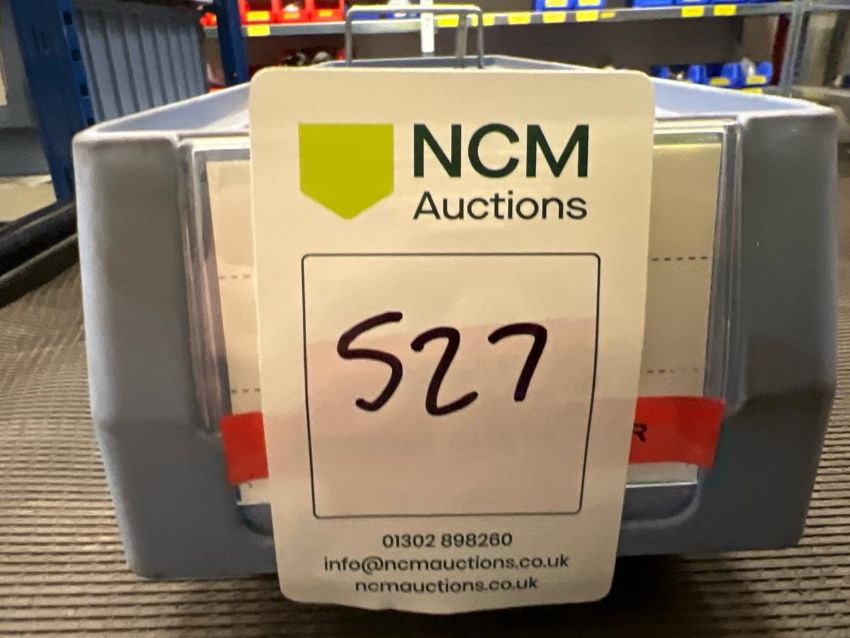 NCM
Auctions
527
R
01302 898260
info@ncmauctions.co.uk
ncmauctions.co.uk